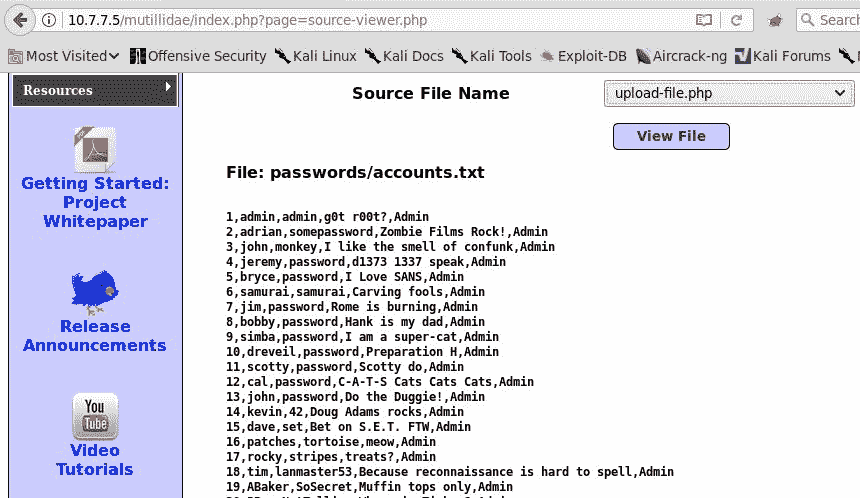 10.7.7.5/mutillidae/index.php?page=source-viewer.php
Search
Most Visited
Offensive Security
Kali Linux
Kali Docs
Kali Tools
Exploit-DB
Aircrack-ng
Kali Forums
Resources
Getting Started:
Project
Whitepaper
Release
Announcements
You
Tube
Video
Tutorials
Source File Name
upload-file.php
View File
File: passwords/accounts.txt
1,admin,admin,g0t r00t?,Admin
2,adrian,somepassword,Zombie Films Rock!,Admin
3,john,monkey,I like the smell of confunk,Admin
4,jeremy,password,d1373 1337 speak,Admin
5,bryce,password,I Love SANS,Admin
6,samurai,samurai,Carving fools,Admin
7,jim,password,Rome is burning,Admin
8,bobby,password,Hank is my dad,Admin
9,simba,password,I am a super-cat,Admin
10,dreveil,password,Preparation H,Admin
11,scotty,password,Scotty do,Admin
12,cal,password,C-A-T-S Cats Cats Cats,Admin
13,john,password,Do the Duggie!,Admin
14,kevin,42,Doug Adams rocks,Admin
15,dave,set,Bet on S.E.T. FTW,Admin
16,patches,tortoise,meow,Admin
17,rocky,stripes,treats?,Admin
18,tim,lanmaster53,Because reconnaissance is hard to spell,Admin
19,ABaker,SoSecret,Muffin tops only,Admin